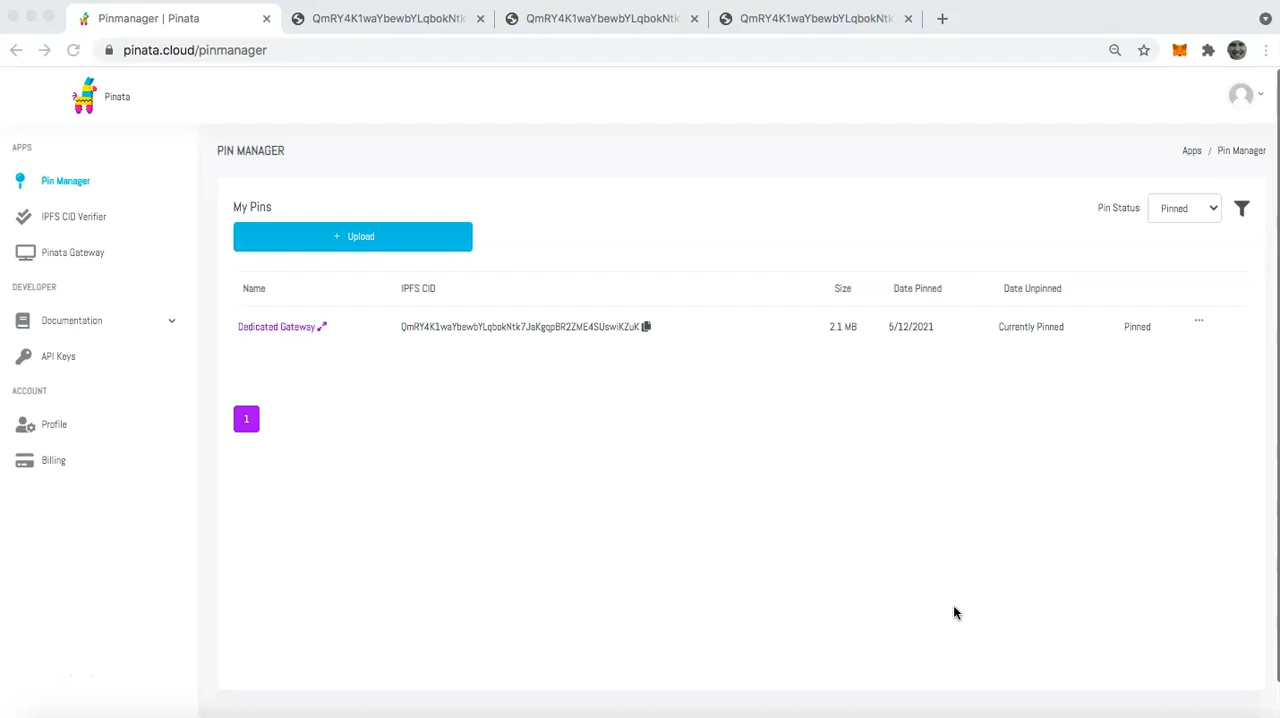 Pinmanager | Pinata
QmRY4K1waYbewbYLqbokNtk
QmRY4K1waYbewbYLqbokNtk
QmRY4K1waYbewbYLqbokNtk
pinata.cloud/pinmanager
Pinata
APPS
Pin Manager
IPFS CID Verifier
Pinata Gateway
DEVELOPER
Documentation
API Keys
ACCOUNT
Profile
Billing
PIN MANAGER
Apps / Pin Manager
My Pins
Pin Status Pinned
+ Upload
Name IPFS CID Size Date Pinned Date Unpinned
Dedicated Gateway QmRY4K1waYbewbYLqbokNtk7JaKgqpBR2ZME4SUswiKZuK 2.1 MB 5/12/2021 Currently Pinned Pinned ...
1